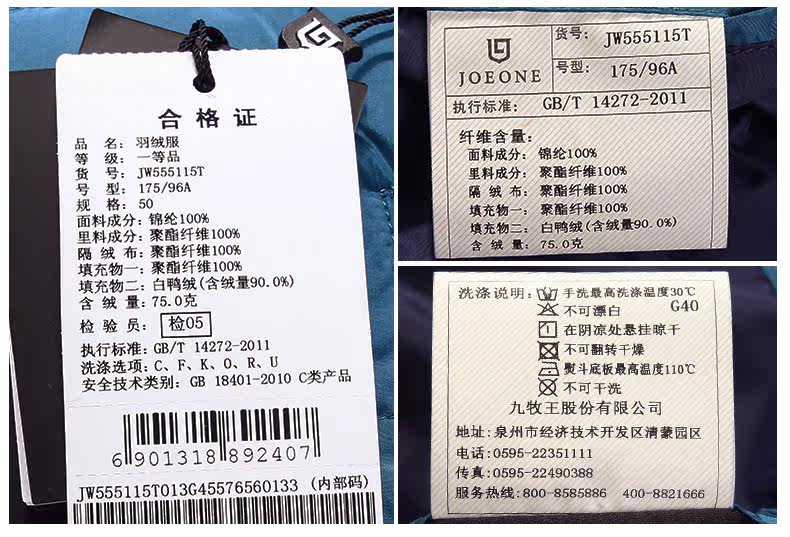 合格证
品 名: 羽绒服
等 级: 一等品
货 号: JW555115T
号 型: 175/96A
规 格: 50
面料成分: 锦纶100%
里料成分: 聚酯纤维100%
隔 绒 布: 聚酯纤维100%
填充物一: 聚酯纤维100%
填充物二: 白鸭绒(含绒量90.0%)
含 绒 量: 75.0克
检 验 员: 检05
执行标准: GB/T 14272-2011
洗涤选项: C、F、K、O、R、U
安全技术类别: GB 18401-2010 C类产品
6 901318 892407
JW555115T013G45576560133 (内部码)
JOEONE
货号: JW555115T
号型: 175/96A
执行标准: GB/T 14272-2011
纤维含量:
面料成分: 锦纶100%
里料成分: 聚酯纤维100%
隔 绒 布: 聚酯纤维100%
填充物一: 聚酯纤维100%
填充物二: 白鸭绒(含绒量90.0%)
含 绒 量: 75.0克
洗涤说明: 手洗最高洗涤温度30℃
不可漂白 G40
在阴凉处悬挂晾干
不可翻转干燥
熨斗底板最高温度110℃
不可干洗
九牧王股份有限公司
地址:泉州市经济技术开发区清蒙园区
电话:0595-22351111
传真:0595-22490388
服务热线:800-8585886 400-8821666